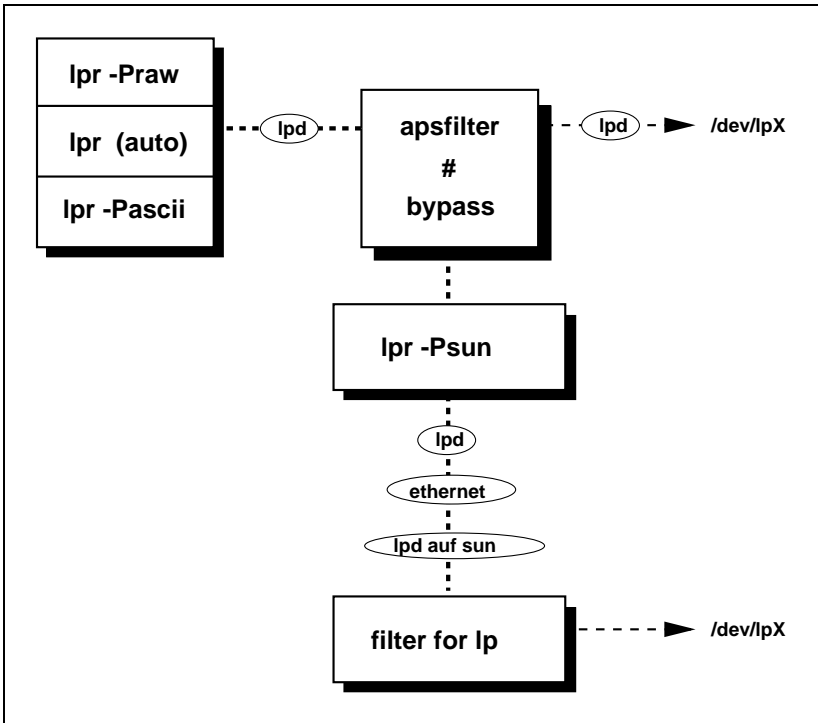 lpr -Praw
lpr (auto)
lpr -Pascii
lpd
apsfilter
#
bypass
lpd
/dev/lpX
lpr -Psun
lpd
ethernet
lpd auf sun
filter for lp
/dev/lpX